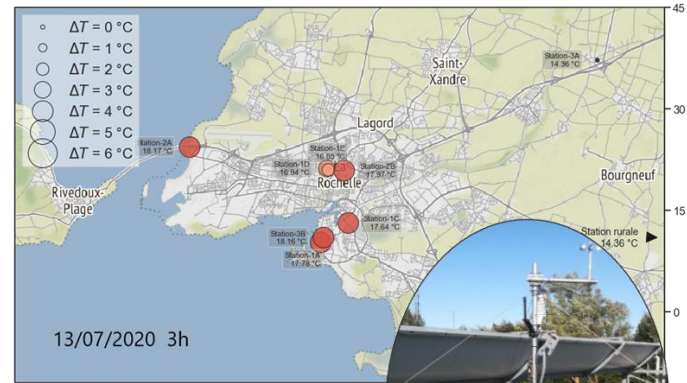 ΔT = 0 °C
ΔT = 1 °C
ΔT = 2 °C
ΔT = 3 °C
ΔT = 4 °C
ΔT = 5 °C
ΔT = 6 °C
45
30
15
0
Station-3A
14.36 °C
Saint-
Xandre
Lagord
Station-2A
18.17 °C
Station-1E
16.05 °C
Station-1D
16.94 °C
Station-2B
17.97 °C
La
Rochelle
Rivedoux-
Plage
Bourgneuf
Station-1C
17.64 °C
Station-3B
18.16 °C
Station-1A
17.78 °C
Station rurale
14.36 °C
13/07/2020 3h